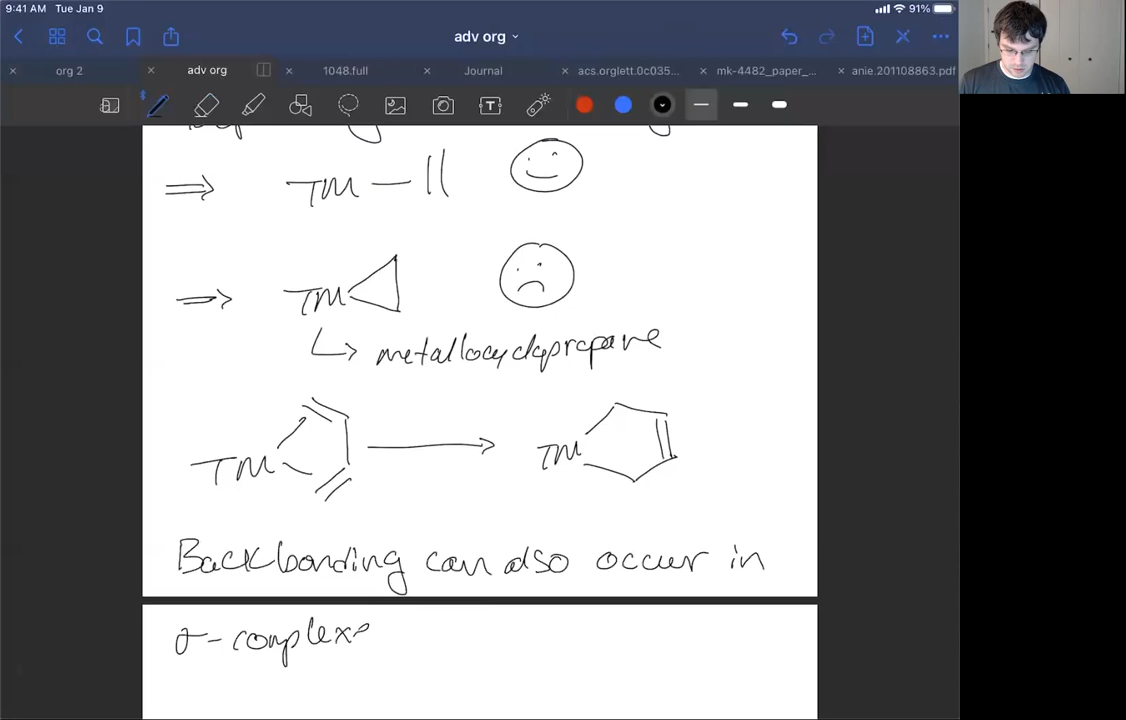 9:41 AM Tue Jan 9
91%
adv org
org 2
adv org
1048.full
Journal
acs.orglett.0c035...
mk-4482_paper_...
anie.201108863.pdf
T
⇒ TM — ||
⇒ TM
↳ metallocyclopropane
TM
TM
Backbonding can also occur in
σ-complexe